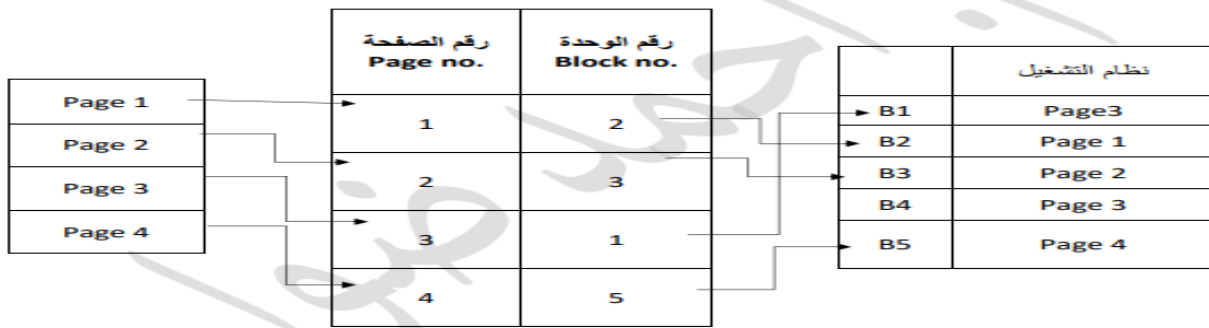 Page 1
Page 2
Page 3
Page 4
رقم الصفحة رقم الوحدة
Page no. Block no.
1 2
2 3
3 1
4 5
نظام التشغيل
B1 Page3
B2 Page 1
B3 Page 2
B4 Page 3
B5 Page 4